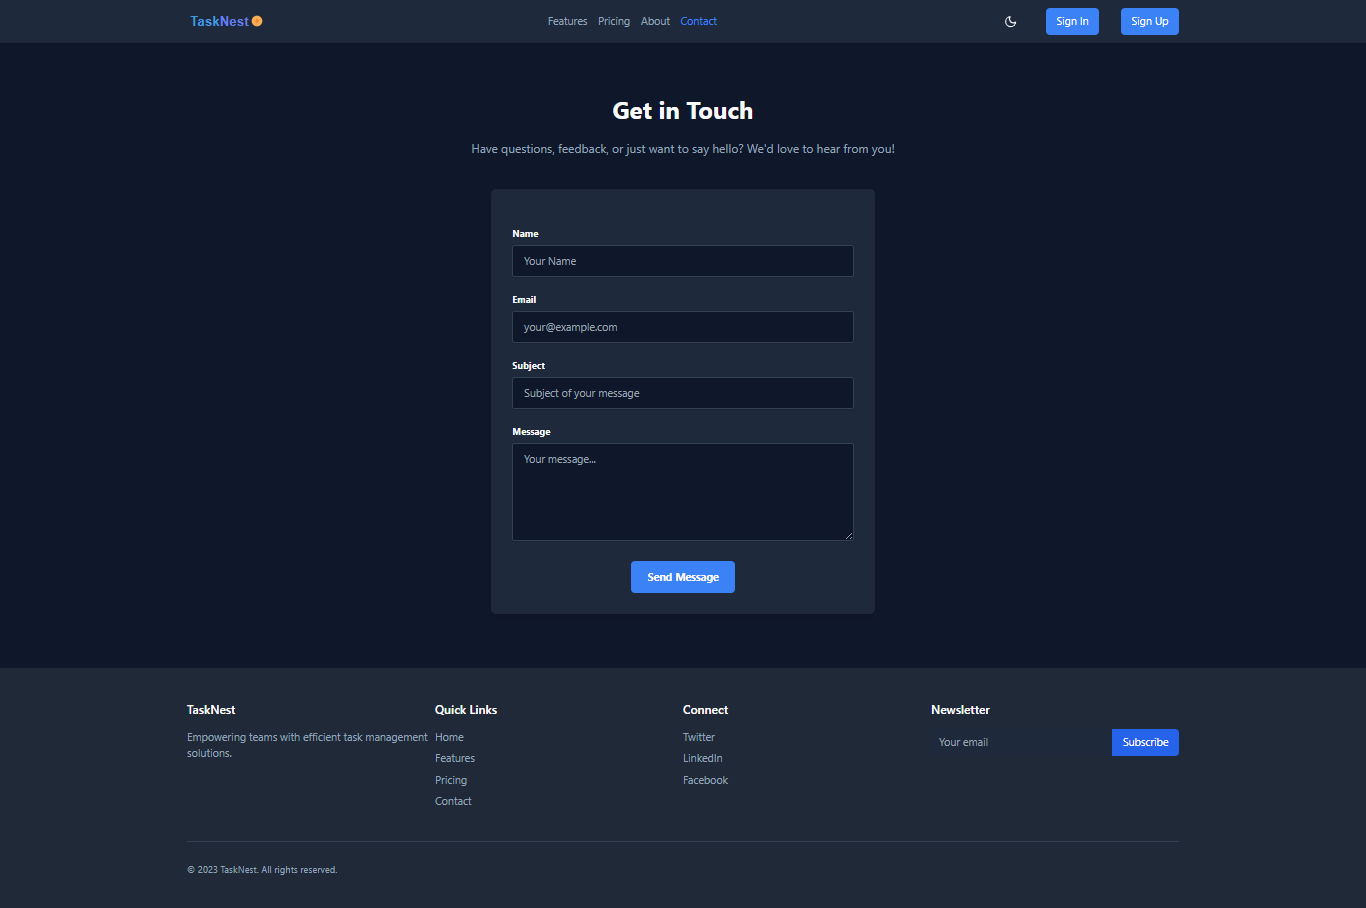 TaskNest
Features Pricing About Contact
Sign In
Sign Up
Get in Touch
Have questions, feedback, or just want to say hello? We'd love to hear from you!
Name
Your Name
Email
your@example.com
Subject
Subject of your message
Message
Your message...
Send Message
TaskNest
Empowering teams with efficient task management
solutions.
Quick Links
Home
Features
Pricing
Contact
Connect
Twitter
LinkedIn
Facebook
Newsletter
Your email
Subscribe
© 2023 TaskNest. All rights reserved.